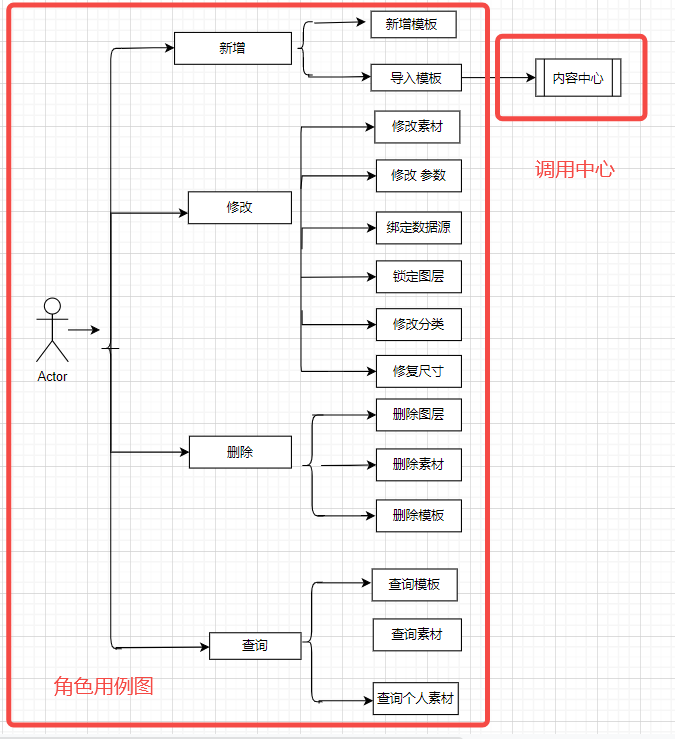 新增模板
新增
导入模板
内容中心
修改素材
调用中心
修改 参数
修改
绑定数据源
锁定图层
修改分类
Actor
修复尺寸
删除图层
删除
删除素材
删除模板
查询模板
查询素材
查询
角色用例图
查询个人素材